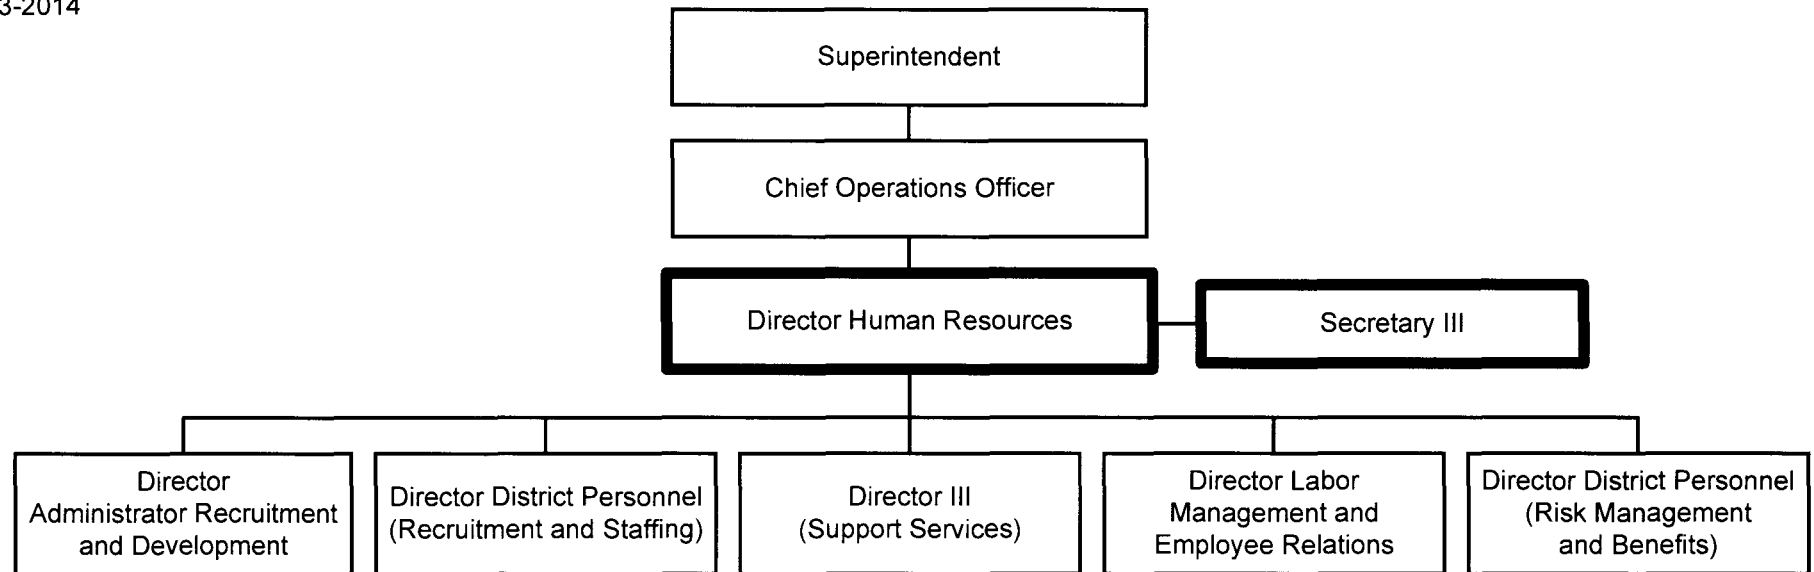 3-2014
Superintendent
Chief Operations Officer
Director Human Resources
Secretary III
Director
Administrator Recruitment
and Development
Director District Personnel
(Recruitment and Staffing)
Director III
(Support Services)
Director Labor
Management and
Employee Relations
Director District Personnel
(Risk Management
and Benefits)